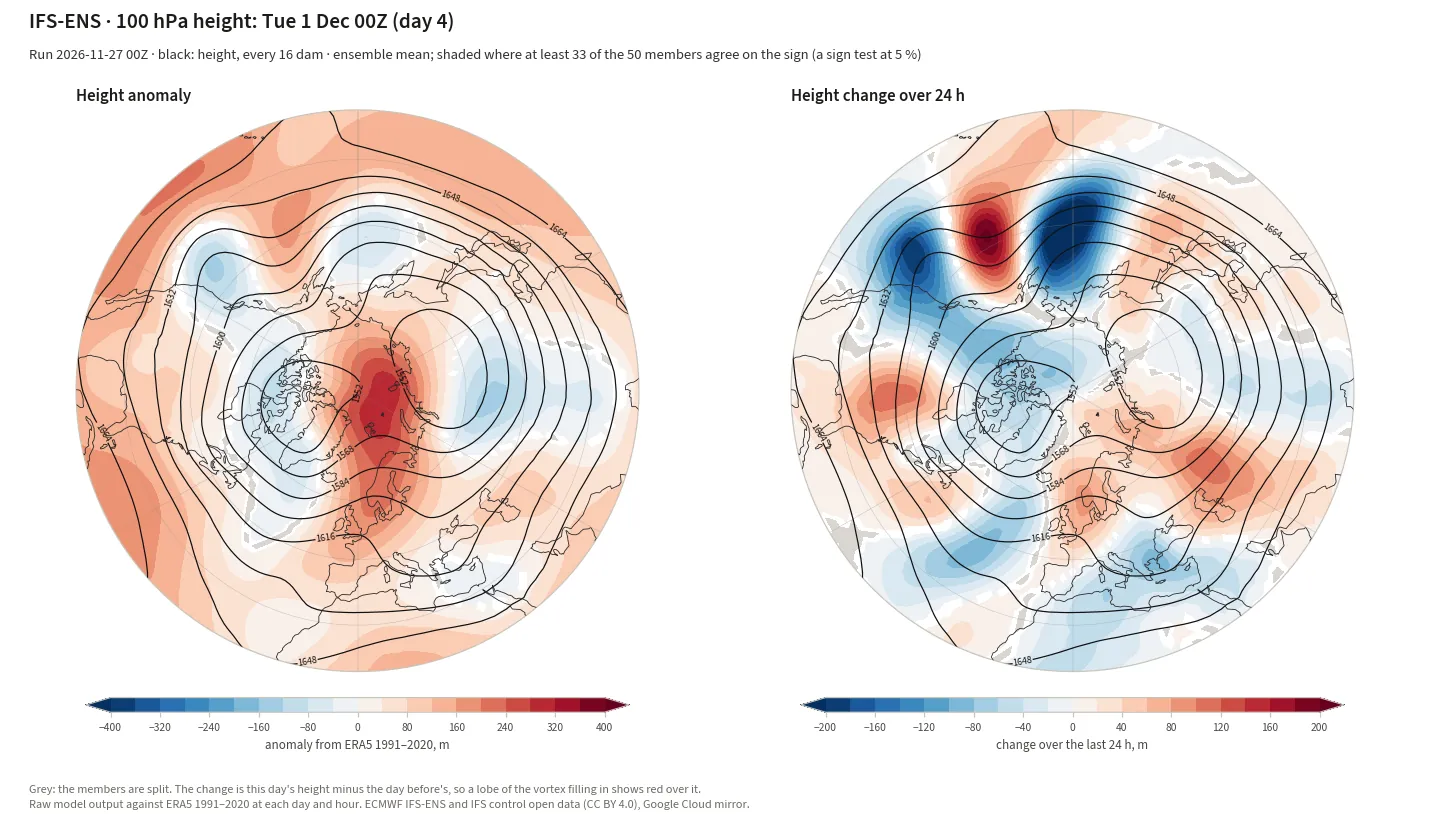 IFS-ENS · 100 hPa height: Tue 1 Dec 00Z (day 4)
Run 2026-11-27 00Z · black: height, every 16 dam · ensemble mean; shaded where at least 33 of the 50 members agree on the sign (a sign test at 5 %)
Height anomaly
Height change over 24 h
1648
1664
1632
1600
1552
1552
1568
1584
1616
1648
1648
1664
1632
1600
1552
1552
1568
1584
1616
1648
−400 −320 −240 −160 −80 0 80 160 240 320 400
anomaly from ERA5 1991–2020, m
−200 −160 −120 −80 −40 0 40 80 120 160 200
change over the last 24 h, m
Grey: the members are split. The change is this day's height minus the day before's, so a lobe of the vortex filling in shows red over it.
Raw model output against ERA5 1991–2020 at each day and hour. ECMWF IFS-ENS and IFS control open data (CC BY 4.0), Google Cloud mirror.